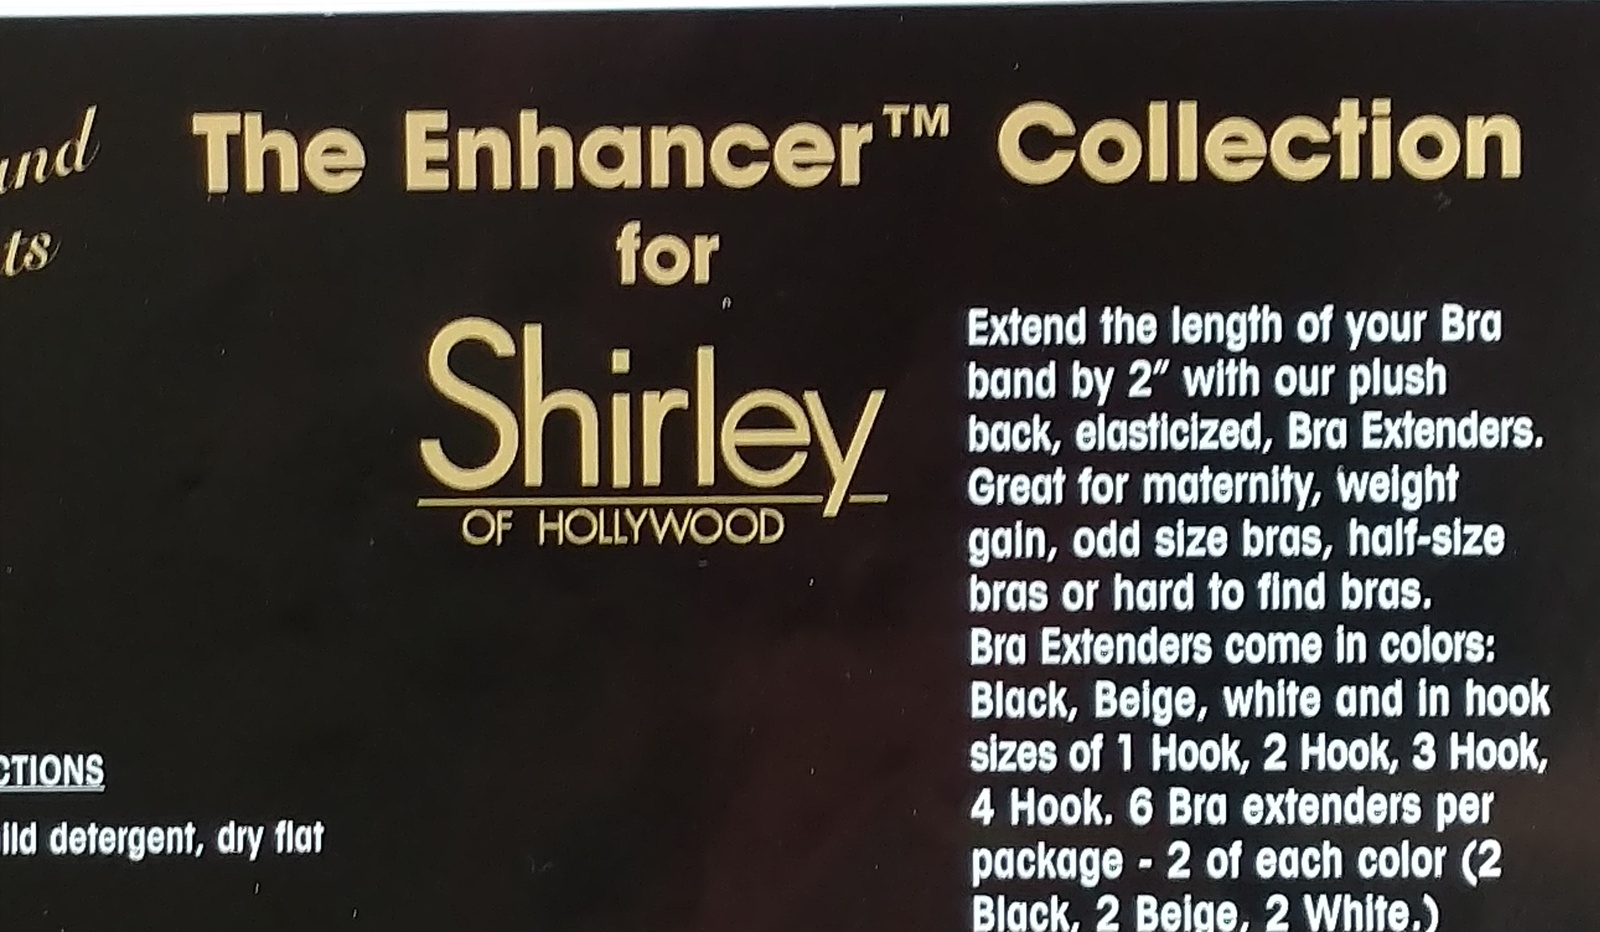 The Enhancer™ Collection
for
Shirley
OF HOLLYWOOD
Extend the length of your Bra
band by 2" with our plush
back, elasticized, Bra Extenders.
Great for maternity, weight
gain, odd size bras, half-size
bras or hard to find bras.
Bra Extenders come in colors:
Black, Beige, white and in hook
sizes of 1 Hook, 2 Hook, 3 Hook,
4 Hook. 6 Bra extenders per
package - 2 of each color (2
Black, 2 Beige, 2 White.)
detergent, dry flat